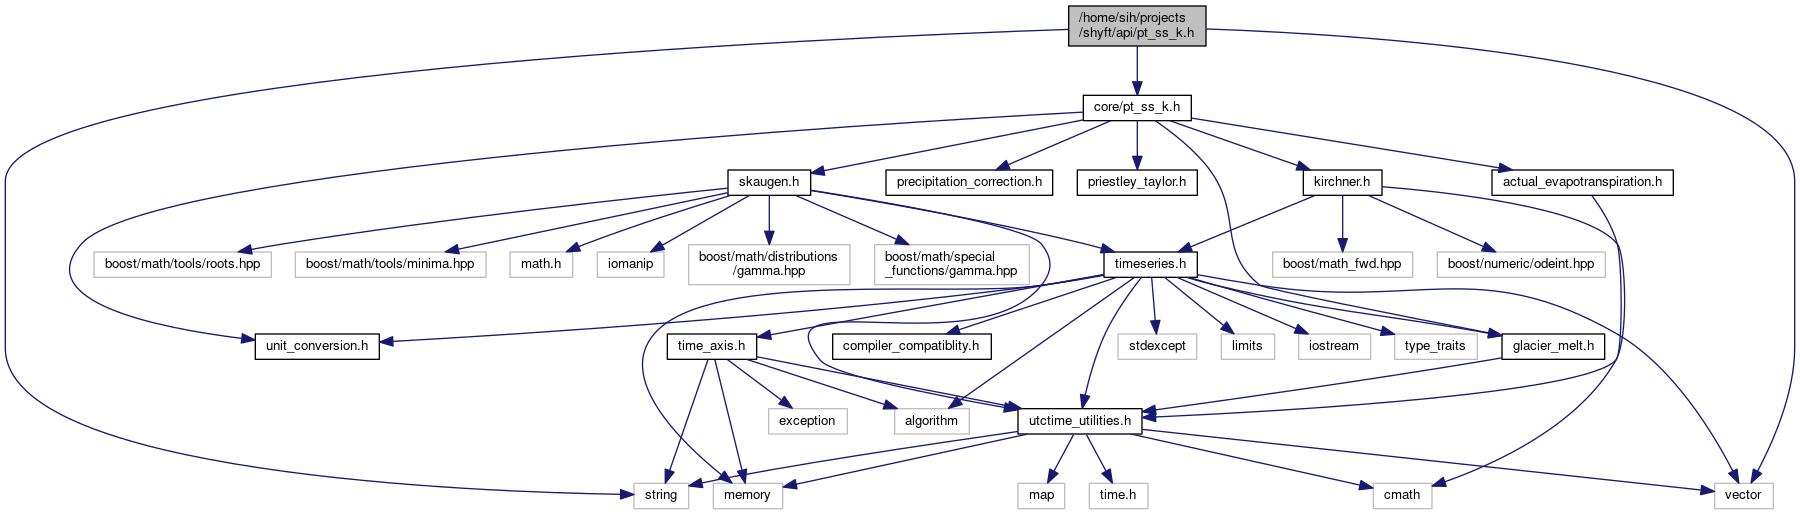 /home/sih/projects
/shyft/api/pt_ss_k.h
core/pt_ss_k.h
skaugen.h
precipitation_correction.h
priestley_taylor.h
kirchner.h
actual_evapotranspiration.h
boost/math/tools/roots.hpp
boost/math/tools/minima.hpp
math.h
iomanip
boost/math/distributions
/gamma.hpp
boost/math/special
_functions/gamma.hpp
timeseries.h
boost/math_fwd.hpp
boost/numeric/odeint.hpp
unit_conversion.h
time_axis.h
compiler_compatiblity.h
stdexcept
limits
iostream
type_traits
glacier_melt.h
exception
algorithm
utctime_utilities.h
string
memory
map
time.h
cmath
vector